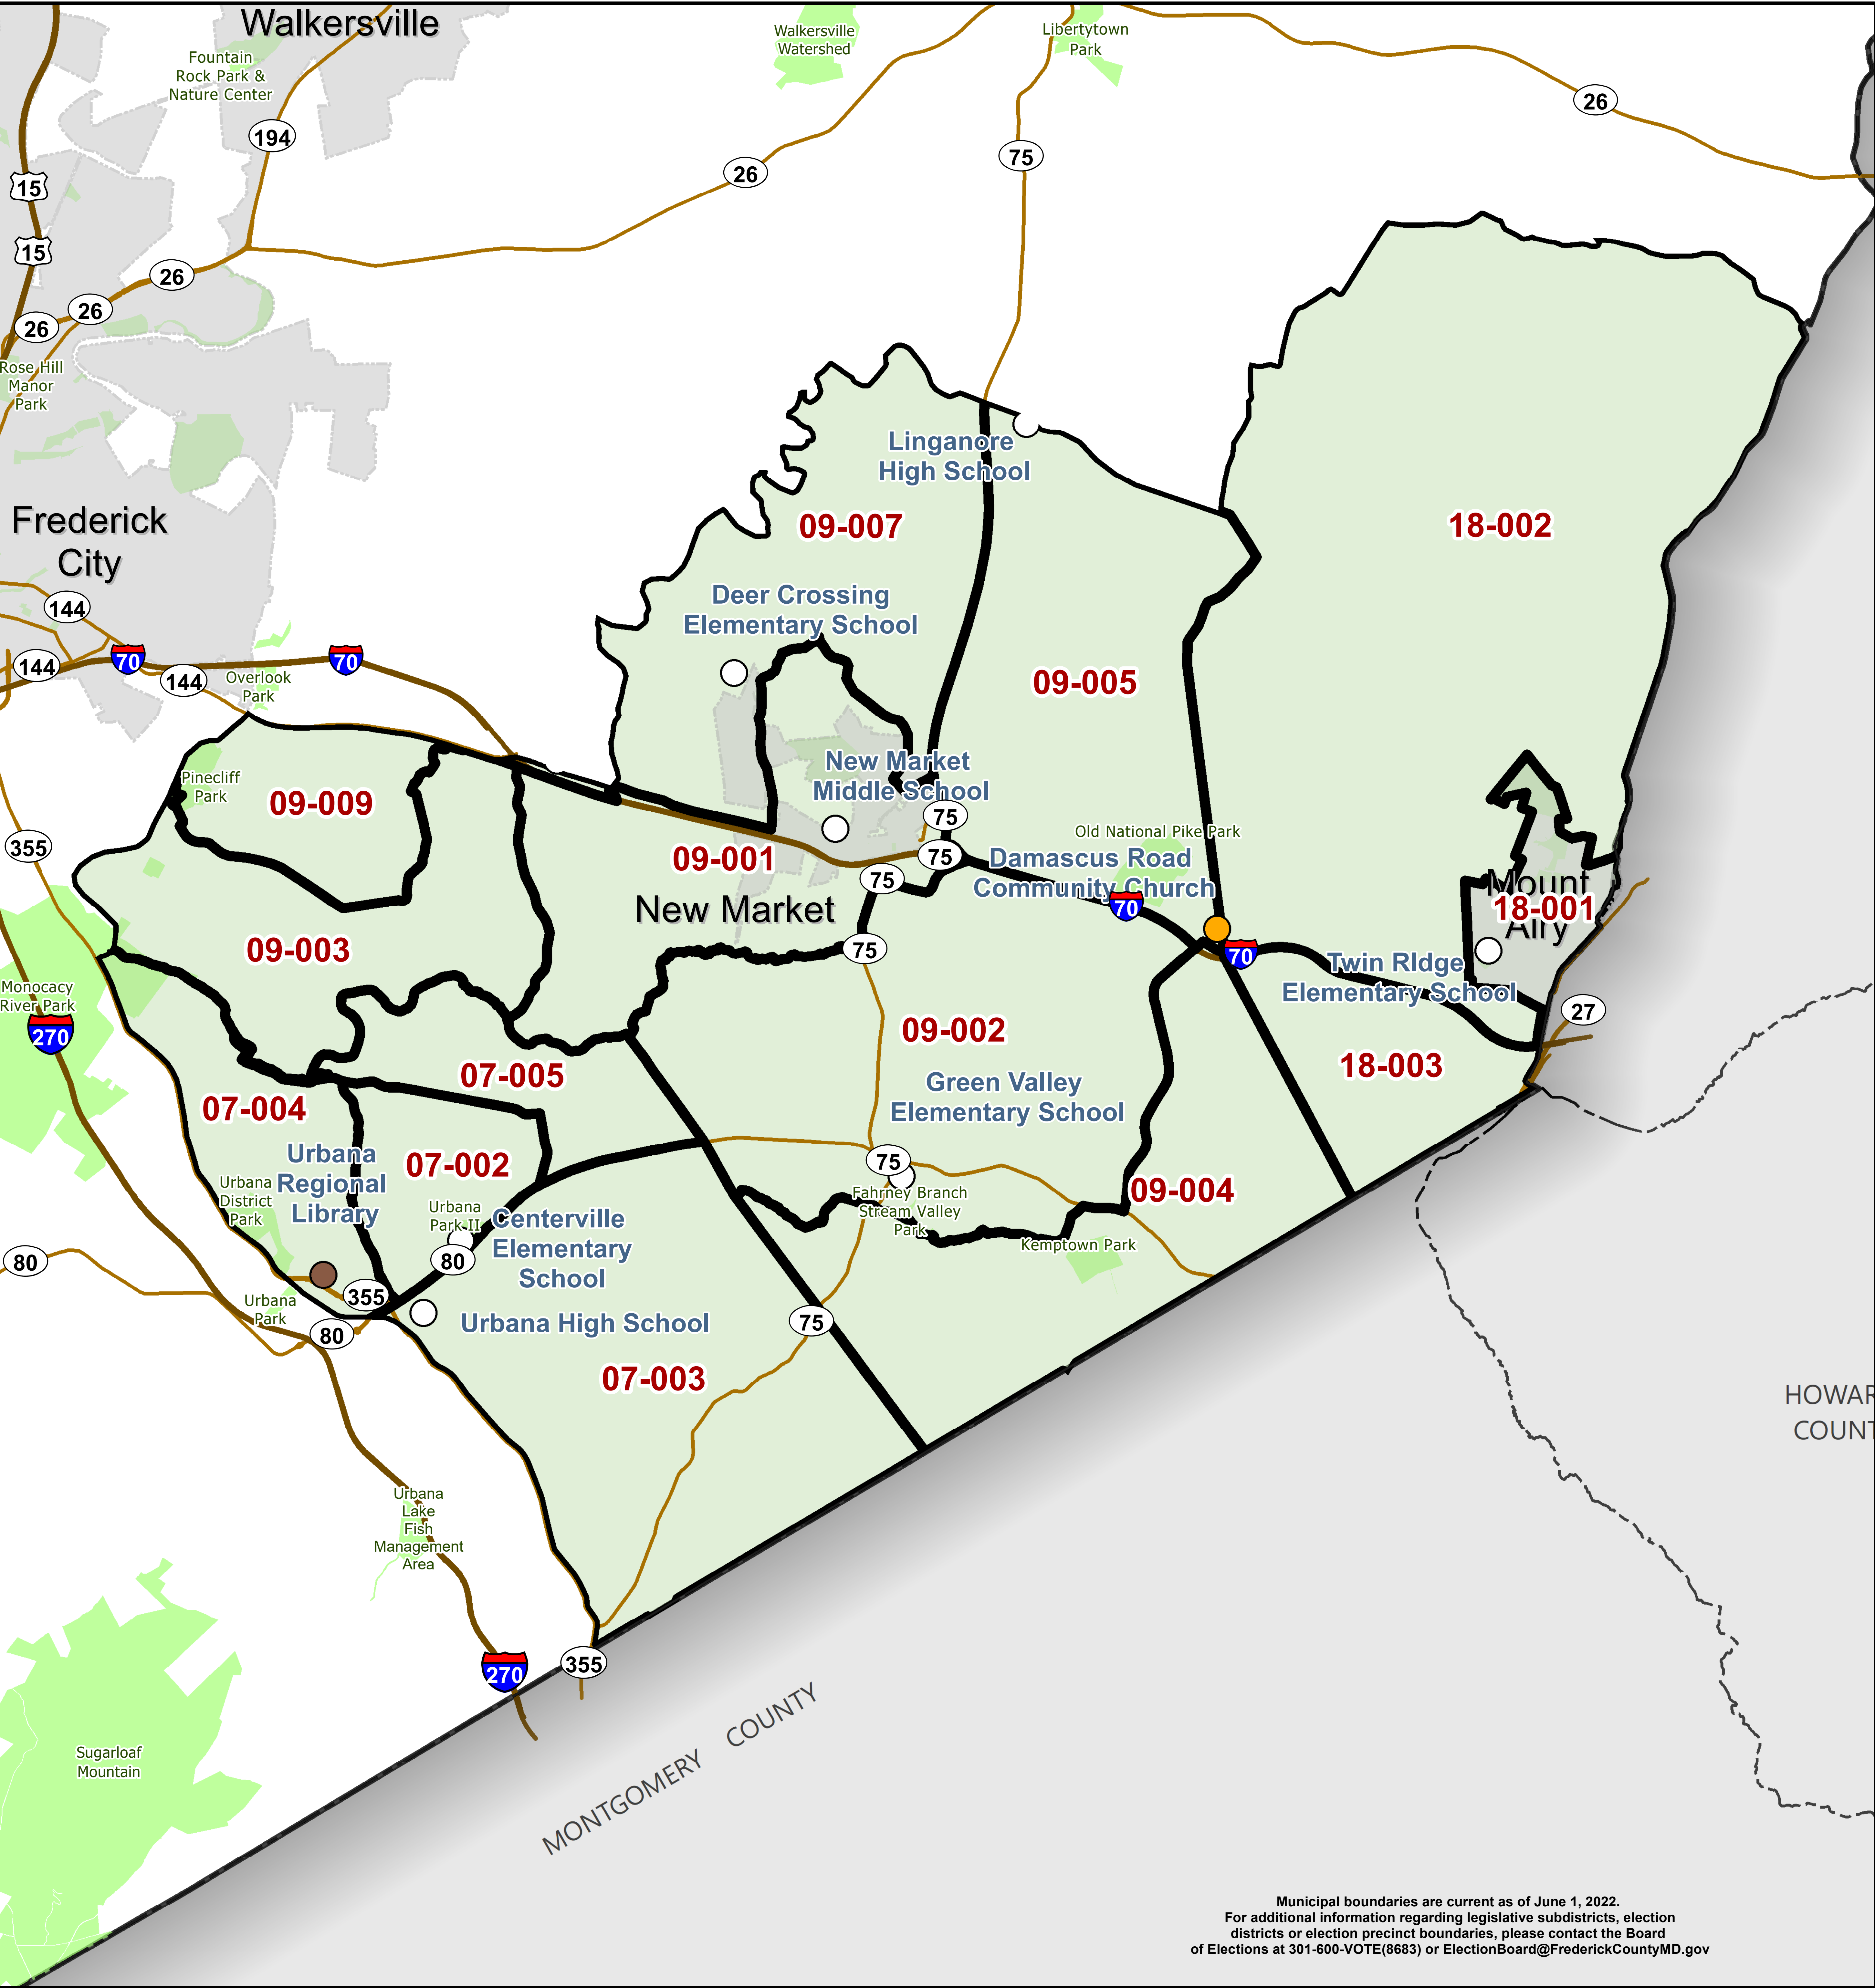 Walkersville
Fountain
Rock Park &
Nature Center
Walkersville
Watershed
Libertytown
Park
26
194
75
26
15
15
26
26
26
Rose Hill
Manor
Park
Linganore
High School
09-007
18-002
Frederick
City
Deer Crossing
Elementary School
144
144
70
144
70
Overlook
Park
09-005
Pinecliff
Park
09-009
New Market
Middle School
75
Old National Pike Park
355
09-001
75
75
Damascus Road
Community Church
70
New Market
Mount
Airy
18-001
09-003
75
70
Twin RIdge
Elementary School
Monocacy
River Park
270
27
09-002
18-003
07-005
07-004
Green Valley
Elementary School
Urbana
Regional
Library
07-002
75
Urbana
District
Park
Fahrney Branch
Stream Valley
Park
09-004
Urbana
Park II
Centerville
Elementary
School
Kemptown Park
80
80
355
Urbana
Park
80
Urbana High School
75
07-003
HOWAR
COUNT
Urbana
Lake
Fish
Management
Area
270
355
MONTGOMERY COUNTY
Sugarloaf
Mountain
Municipal boundaries are current as of June 1, 2022.
For additional information regarding legislative subdistricts, election
districts or election precinct boundaries, please contact the Board
of Elections at 301-600-VOTE(8683) or ElectionBoard@FrederickCountyMD.gov